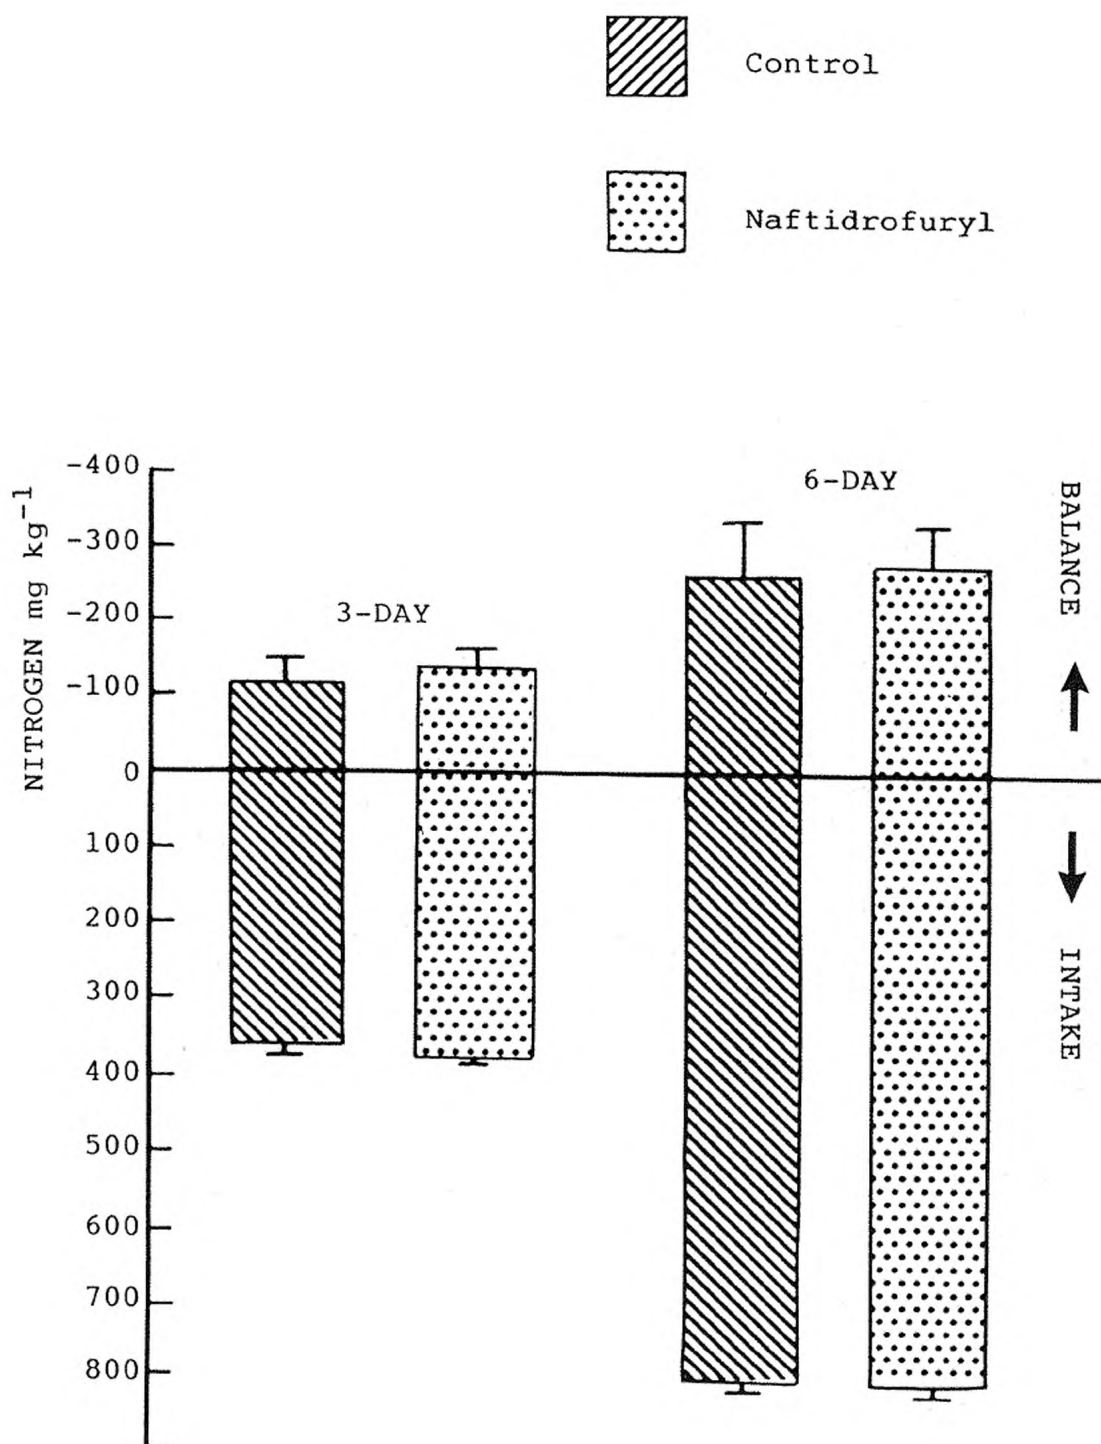 Control
Naftidrofuryl
NITROGEN mg kg⁻¹
-400
-300
-200
-100
0
100
200
300
400
500
600
700
800
3-DAY
6-DAY
BALANCE
INTAKE